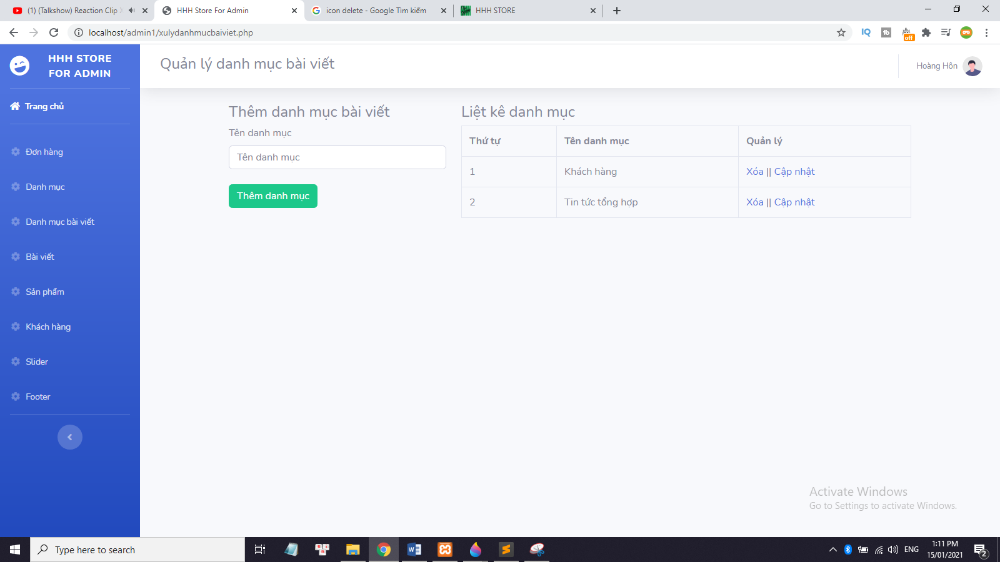 (1) (Talkshow) Reaction Clip
HHH Store For Admin
icon delete - Google Tìm kiếm
HHH STORE
localhost/admin1/xulydanhmucbaiviet.php
IQ
tb
off
HHH STORE
FOR ADMIN
Trang chủ
Đơn hàng
Danh mục
Danh mục bài viết
Bài viết
Sản phẩm
Khách hàng
Slider
Footer
Quản lý danh mục bài viết
Hoàng Hôn
Thêm danh mục bài viết
Tên danh mục
Tên danh mục
Thêm danh mục
Liệt kê danh mục
Thứ tự Tên danh mục Quản lý
1 Khách hàng Xóa || Cập nhật
2 Tin tức tổng hợp Xóa || Cập nhật
Activate Windows
Go to Settings to activate Windows.
Type here to search
ENG
1:11 PM
15/01/2021
2